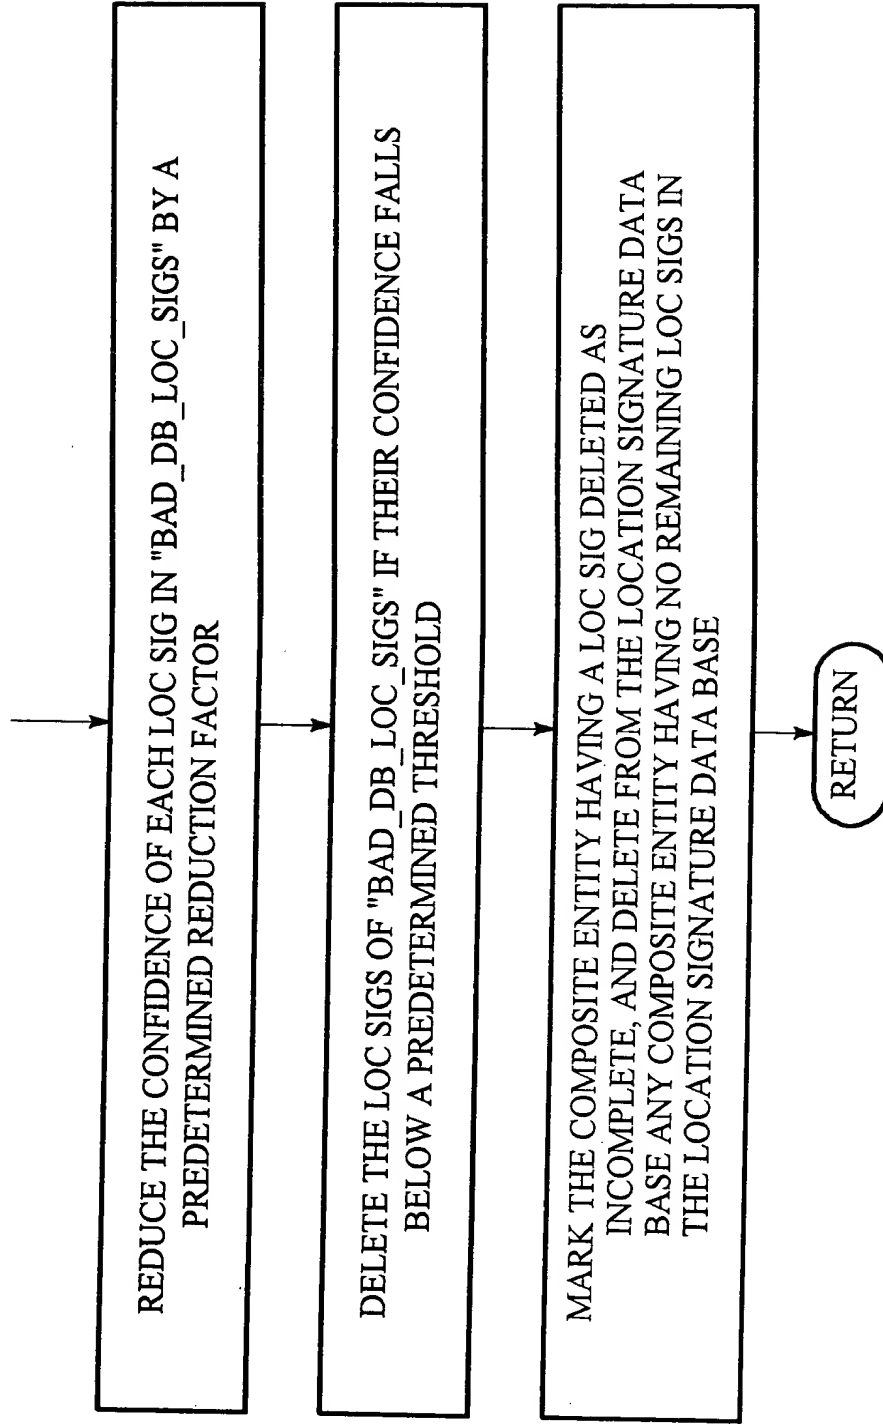 REDUCE THE CONFIDENCE OF EACH LOC SIG IN "BAD_DB_LOC_SIGS" BY A
PREDETERMINED REDUCTION FACTOR
DELETE THE LOC SIGS OF "BAD_DB_LOC_SIGS" IF THEIR CONFIDENCE FALLS
BELOW A PREDETERMINED THRESHOLD
MARK THE COMPOSITE ENTITY HAVING A LOC SIG DELETED AS
INCOMPLETE, AND DELETE FROM THE LOCATION SIGNATURE DATA
BASE ANY COMPOSITE ENTITY HAVING NO REMAINING LOC SIGS IN
THE LOCATION SIGNATURE DATA BASE
RETURN